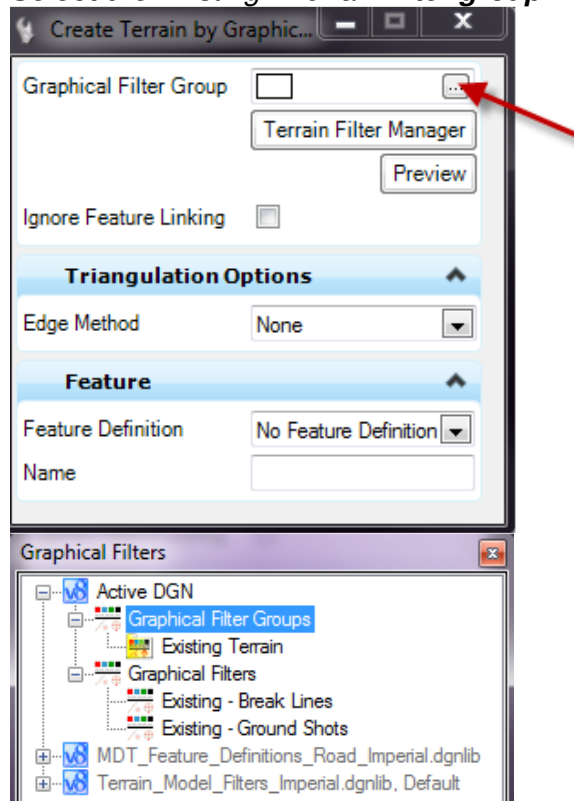 Create Terrain by Graphic...
Graphical Filter Group
...
Terrain Filter Manager
Preview
Ignore Feature Linking
Triangulation Options
Edge Method None
Feature
Feature Definition No Feature Definition
Name
Graphical Filters
Active DGN
Graphical Filter Groups
Existing Terrain
Graphical Filters
Existing - Break Lines
Existing - Ground Shots
MDT_Feature_Definitions_Road_Imperial.dgnlib
Terrain_Model_Filters_Imperial.dgnlib, Default